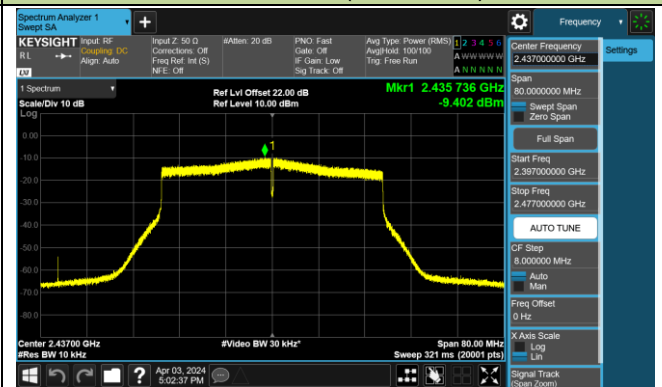 Spectrum Analyzer 1
Swept SA
Frequency
KEYSIGHT
RL
LXI
Input: RF
Coupling: DC
Align: Auto
Input Z: 50 Ω
Corrections: Off
Freq Ref: Int (S)
NFE: Off
#Atten: 20 dB
PNO: Fast
Gate: Off
IF Gain: Low
Sig Track: Off
Avg Type: Power (RMS)
Avg|Hold: 100/100
Trig: Free Run
1 2 3 4 5 6
A W W W W W
A N N N N N
1 Spectrum
Scale/Div 10 dB
Log
Ref Lvl Offset 22.00 dB
Ref Level 10.00 dBm
Mkr1 2.435 736 GHz
-9.402 dBm
1
0.00
-10.0
-20.0
-30.0
-40.0
-50.0
-60.0
-70.0
-80.0
Center 2.43700 GHz
#Res BW 10 kHz
#Video BW 30 kHz*
Span 80.00 MHz
Sweep 321 ms (20001 pts)
Apr 03, 2024
5:02:37 PM
Center Frequency
2.437000000 GHz
Settings
Span
80.0000000 MHz
Swept Span
Zero Span
Full Span
Start Freq
2.397000000 GHz
Stop Freq
2.477000000 GHz
AUTO TUNE
CF Step
8.000000 MHz
Auto
Man
Freq Offset
0 Hz
X Axis Scale
Log
Lin
Signal Track
(Span Zoom)